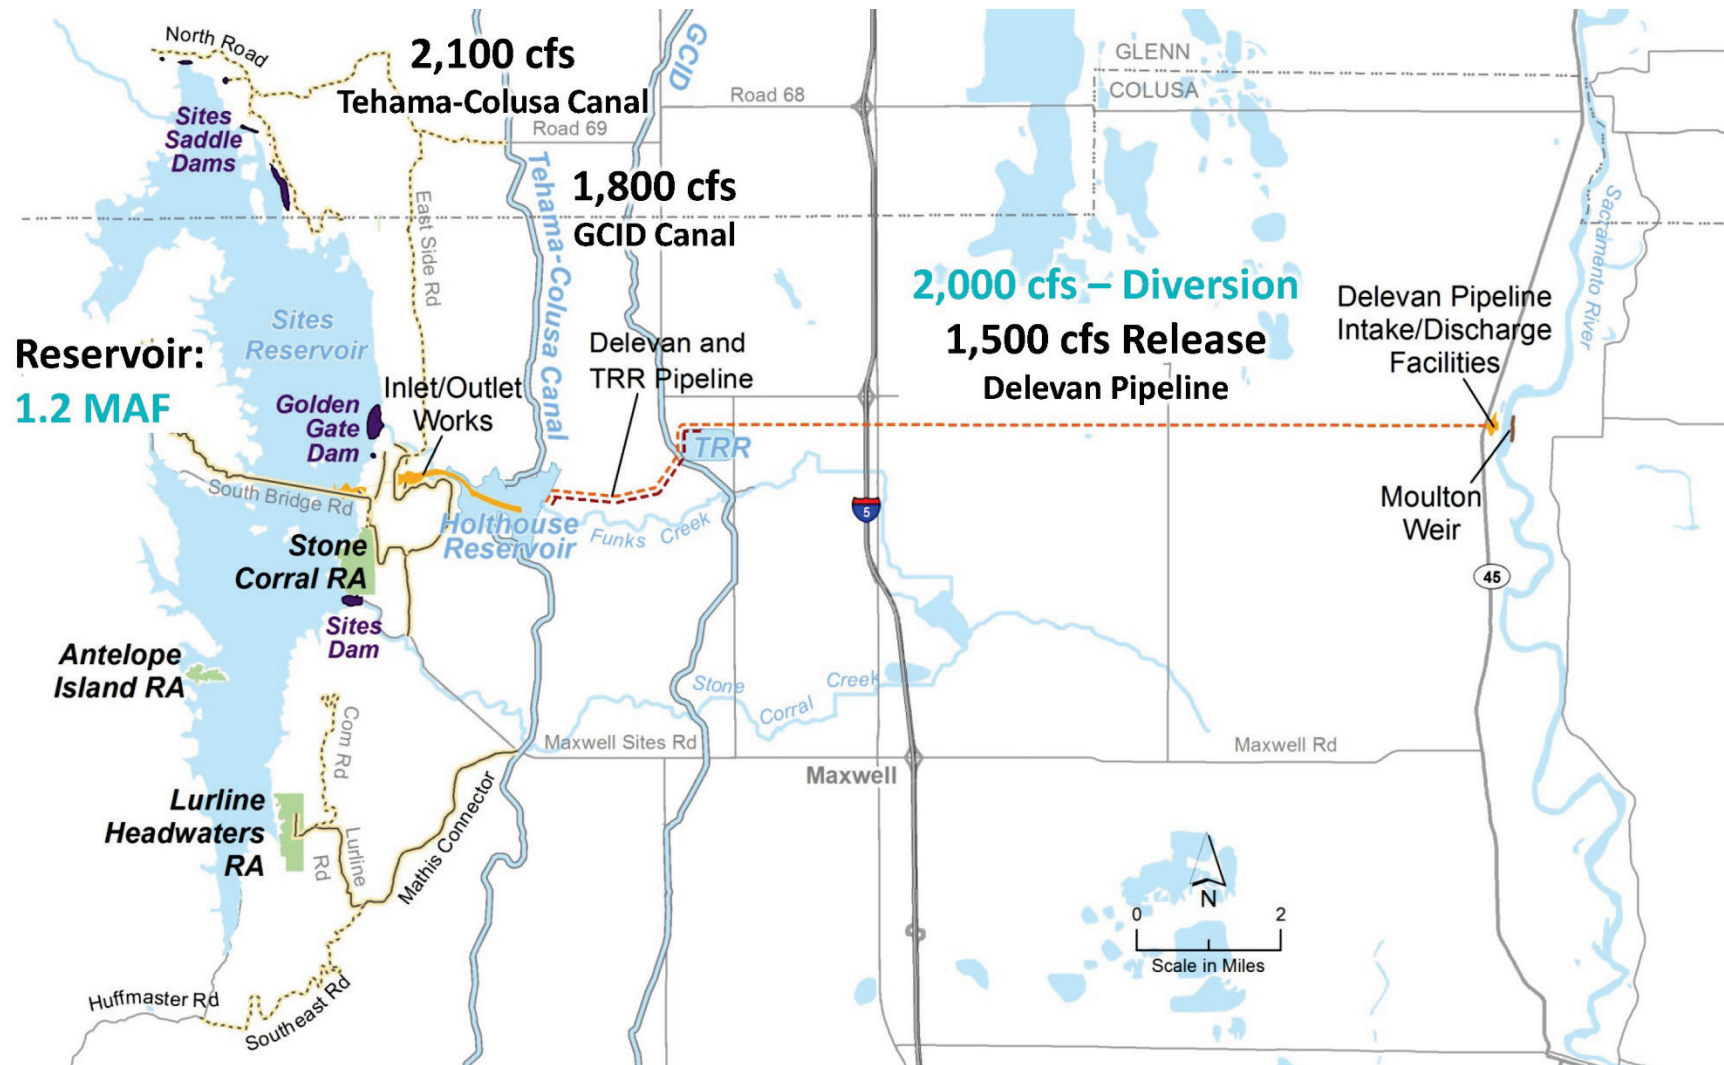 North Road
2,100 cfs
Tehama-Colusa Canal
GCID
GLENN
COLUSA
Road 68
Road 69
Sites
Saddle
Dams
1,800 cfs
GCID Canal
East Side Rd
Tehama-Colusa Canal
Sacramento River
2,000 cfs – Diversion
1,500 cfs Release
Delevan Pipeline
Delevan Pipeline
Intake/Discharge
Facilities
Sites
Reservoir
Reservoir:
1.2 MAF
Delevan and
TRR Pipeline
Inlet/Outlet
Works
Golden
Gate
Dam
TRR
South Bridge Rd
Holthouse
Reservoir
Funks Creek
5
Moulton
Weir
45
Stone
Corral RA
Sites
Dam
Antelope
Island RA
Stone
Corral
Creek
Com Rd
Maxwell Sites Rd
Maxwell Rd
Maxwell
Lurline
Headwaters
RA
Lurline
Rd
Mathis Connector
N
0 2
Scale in Miles
Huffmaster Rd
Southeast Rd